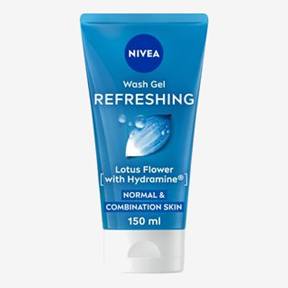 NIVEA
Wash Gel
REFRESHING
Lotus Flower
[with Hydramine®]
NORMAL &
COMBINATION SKIN
150 ml